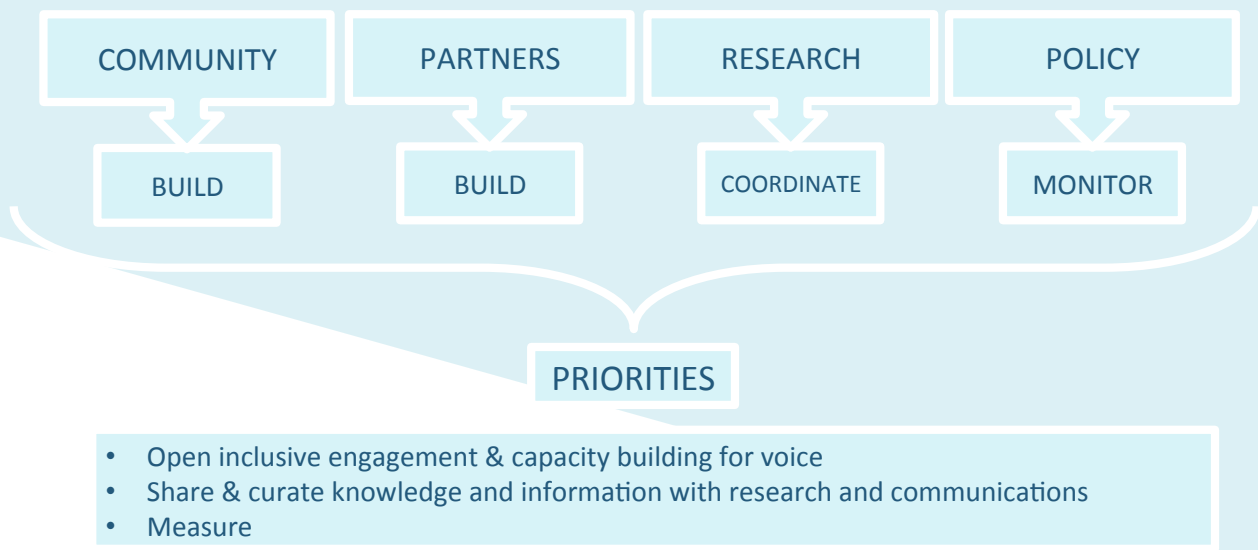 COMMUNITY
PARTNERS
RESEARCH
POLICY
BUILD
BUILD
COORDINATE
MONITOR
PRIORITIES
• Open inclusive engagement & capacity building for voice
• Share & curate knowledge and information with research and communications
• Measure